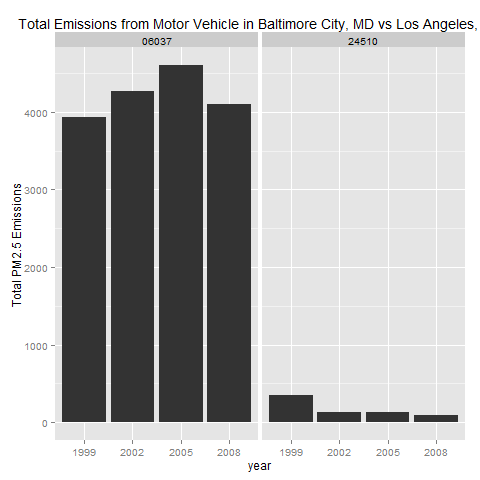 Total Emissions from Motor Vehicle in Baltimore City, MD vs Los Angeles,
06037 24510
4000
3000
2000
1000
0
Total PM2.5 Emissions
1999 2002 2005 2008 1999 2002 2005 2008
year